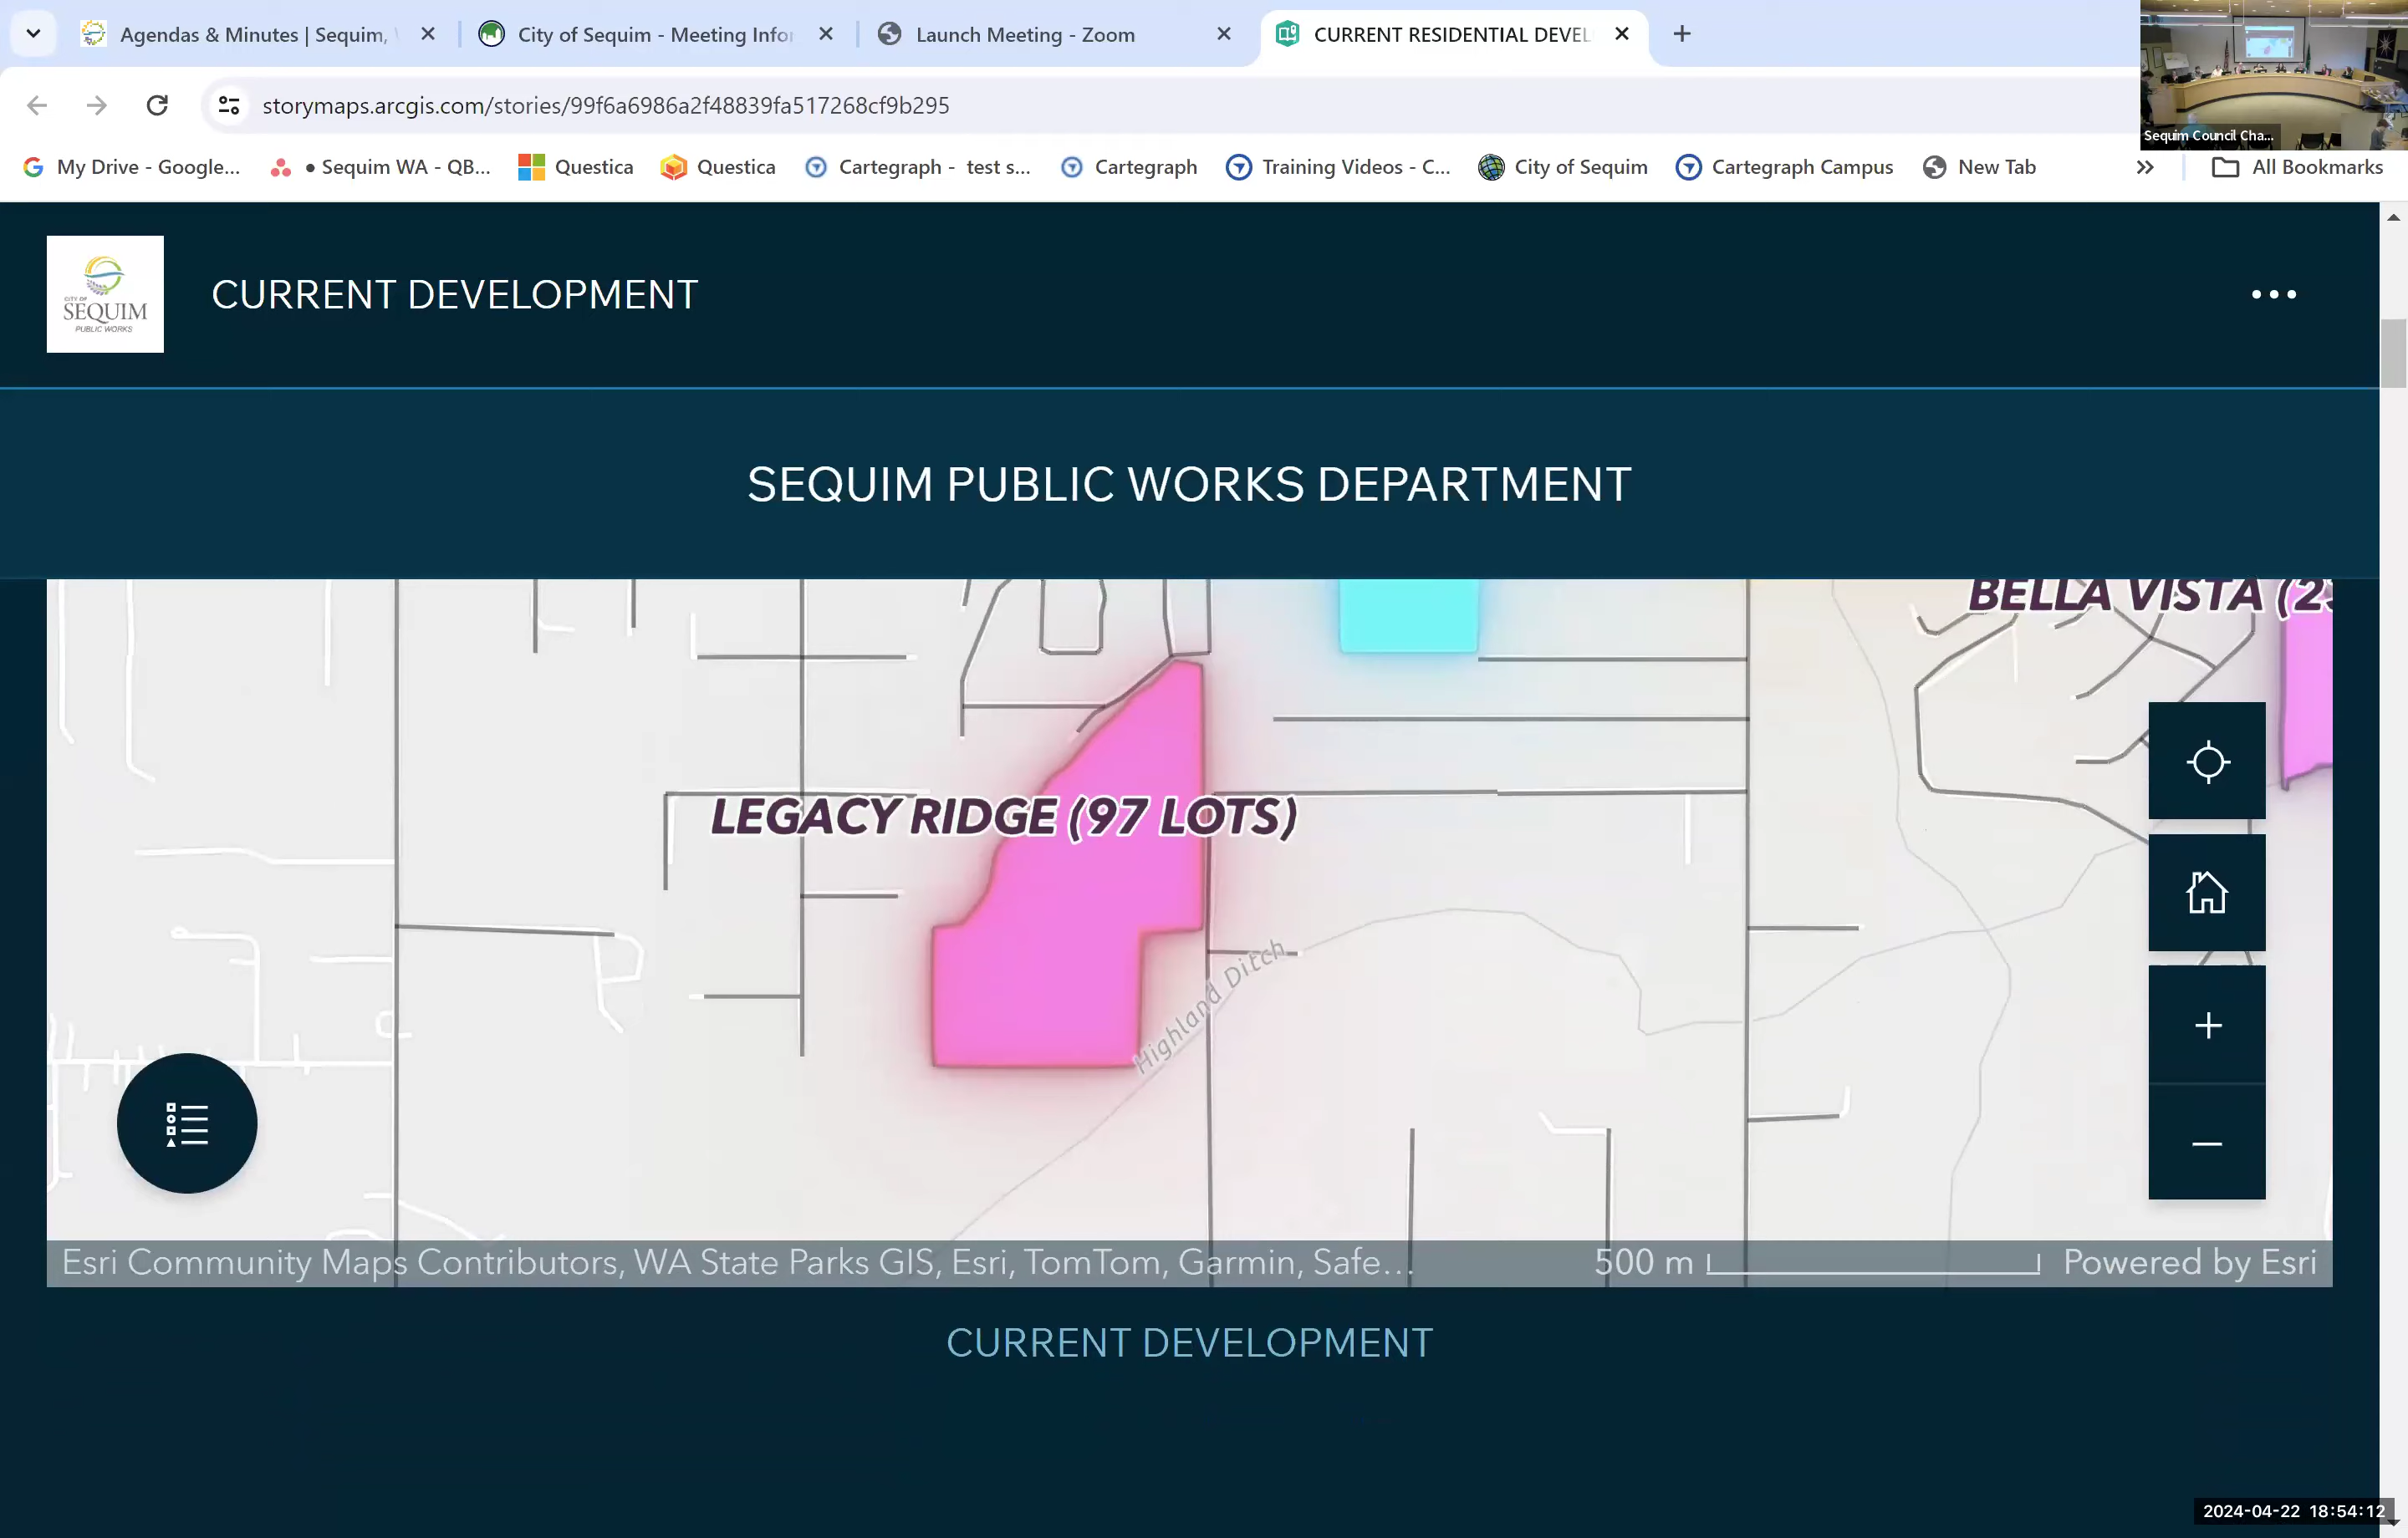 Agendas & Minutes | Sequim,
City of Sequim - Meeting Infor
Launch Meeting - Zoom
CURRENT RESIDENTIAL DEVEL
storymaps.arcgis.com/stories/99f6a6986a2f48839fa517268cf9b295
Sequim Council Cha...
My Drive - Google...
• Sequim WA - QB...
Questica
Questica
Cartegraph - test s...
Cartegraph
Training Videos - C...
City of Sequim
Cartegraph Campus
New Tab
All Bookmarks
CITY OF
SEQUIM
PUBLIC WORKS
CURRENT DEVELOPMENT
SEQUIM PUBLIC WORKS DEPARTMENT
BELLA VISTA (2
LEGACY RIDGE (97 LOTS)
Highland Ditch
Esri Community Maps Contributors, WA State Parks GIS, Esri, TomTom, Garmin, Safe...
500 m
Powered by Esri
CURRENT DEVELOPMENT
2024-04-22 18:54:12